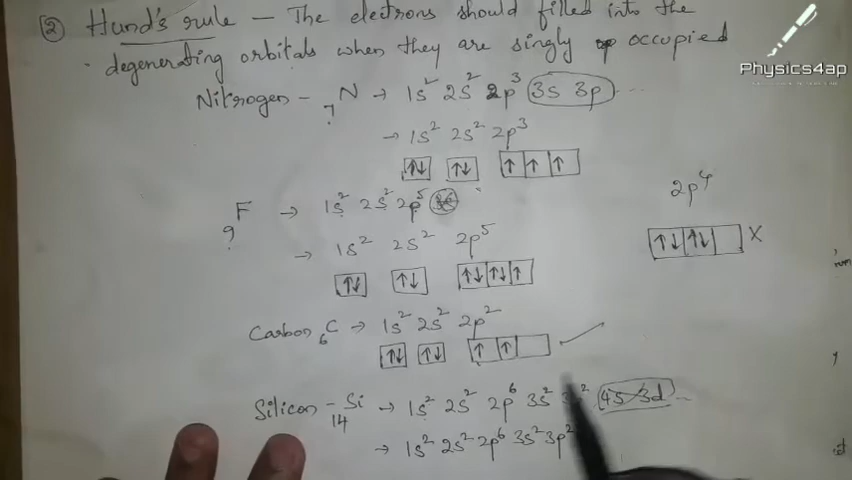 ② Hund's rule – The electrons should filled into the
degenerating orbitals when they are singly occupied
Physics4ap
Nitrogen – ₇N → 1s² 2s² 2p³ 3s 3p ...
→ 1s² 2s² 2p³
↑↓ ↑↓ ↑ ↑ ↑
₉F → 1s² 2s² 2p⁵
→ 1s² 2s² 2p⁵
↑↓ ↑↓ ↑↓ ↑↓ ↑
2p⁴
↑↓ ↑↓ X
Carbon ₆C → 1s² 2s² 2p²
↑↓ ↑↓ ↑ ↑
Silicon – ₁₄Si → 1s² 2s² 2p⁶ 3s² 4s 3d ...
→ 1s² 2s² 2p⁶ 3s² 3p²